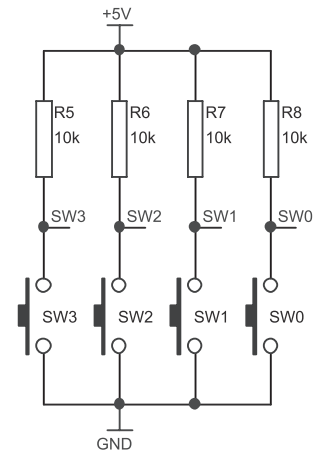 +5V
R5 R6 R7 R8
10k 10k 10k 10k
SW3 SW2 SW1 SW0
SW3 SW2 SW1 SW0
GND